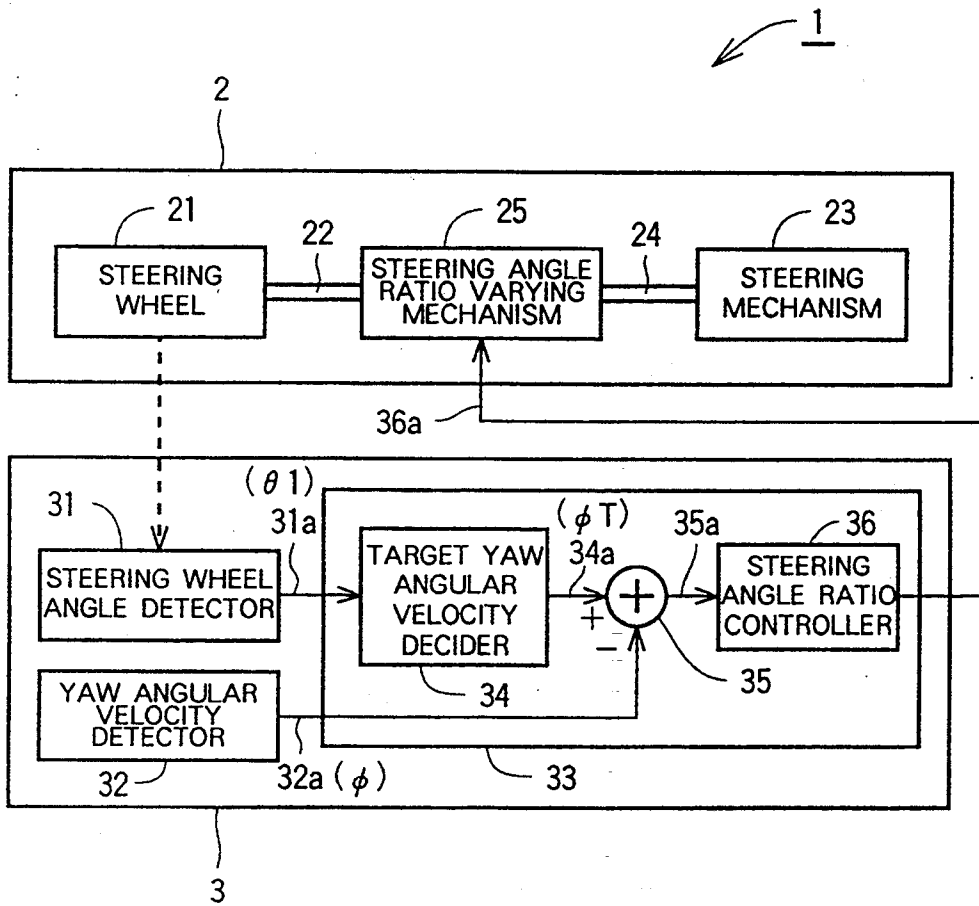 1
2
21
22
25
24
23
STEERING
WHEEL
STEERING ANGLE
RATIO VARYING
MECHANISM
STEERING
MECHANISM
36a
(θ1)
31
31a
(ϕT)
34a
35a
36
STEERING WHEEL
ANGLE DETECTOR
TARGET YAW
ANGULAR
VELOCITY
DECIDER
+
+
−
STEERING
ANGLE RATIO
CONTROLLER
34
35
YAW ANGULAR
VELOCITY
DETECTOR
32
32a (ϕ)
33
3